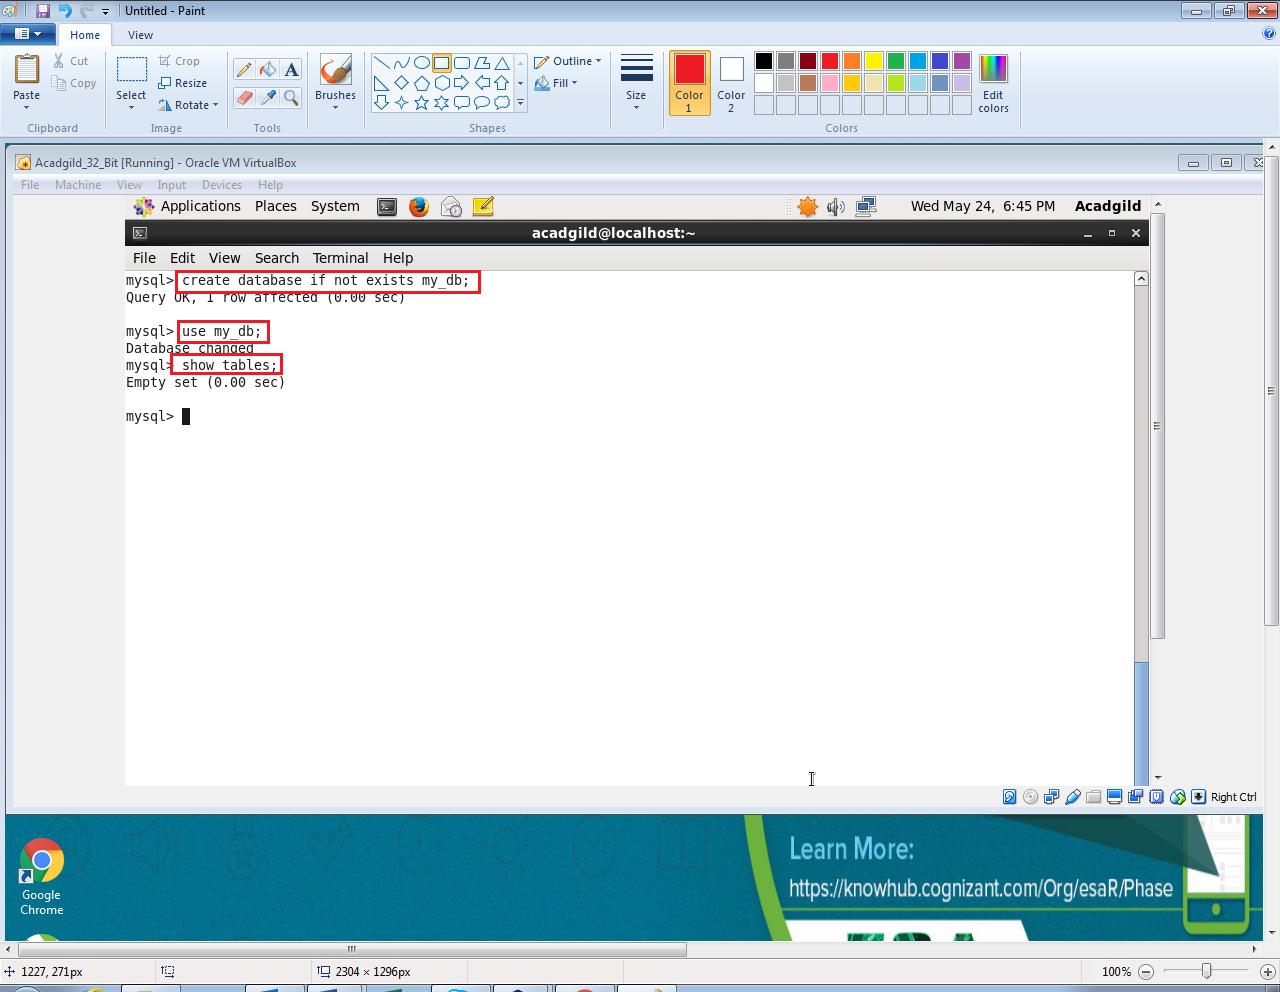 Untitled - Paint
Home View
Paste
Cut
Copy
Clipboard
Select
Crop
Resize
Rotate
Image
A
Tools
Brushes
Outline
Fill
Shapes
Size
Color 1
Color 2
Edit colors
Colors
Acadgild_32_Bit [Running] - Oracle VM VirtualBox
File Machine View Input Devices Help
Applications Places System
Wed May 24, 6:45 PM Acadgild
acadgild@localhost:~
File Edit View Search Terminal Help
mysql> create database if not exists my_db;
Query OK, 1 row affected (0.00 sec)
mysql> use my_db;
Database changed
mysql> show tables;
Empty set (0.00 sec)
mysql>
Right Ctrl
Google
Chrome
Learn More:
https://knowhub.cognizant.com/Org/esaR/Phase
1227, 271px
2304 × 1296px
100%